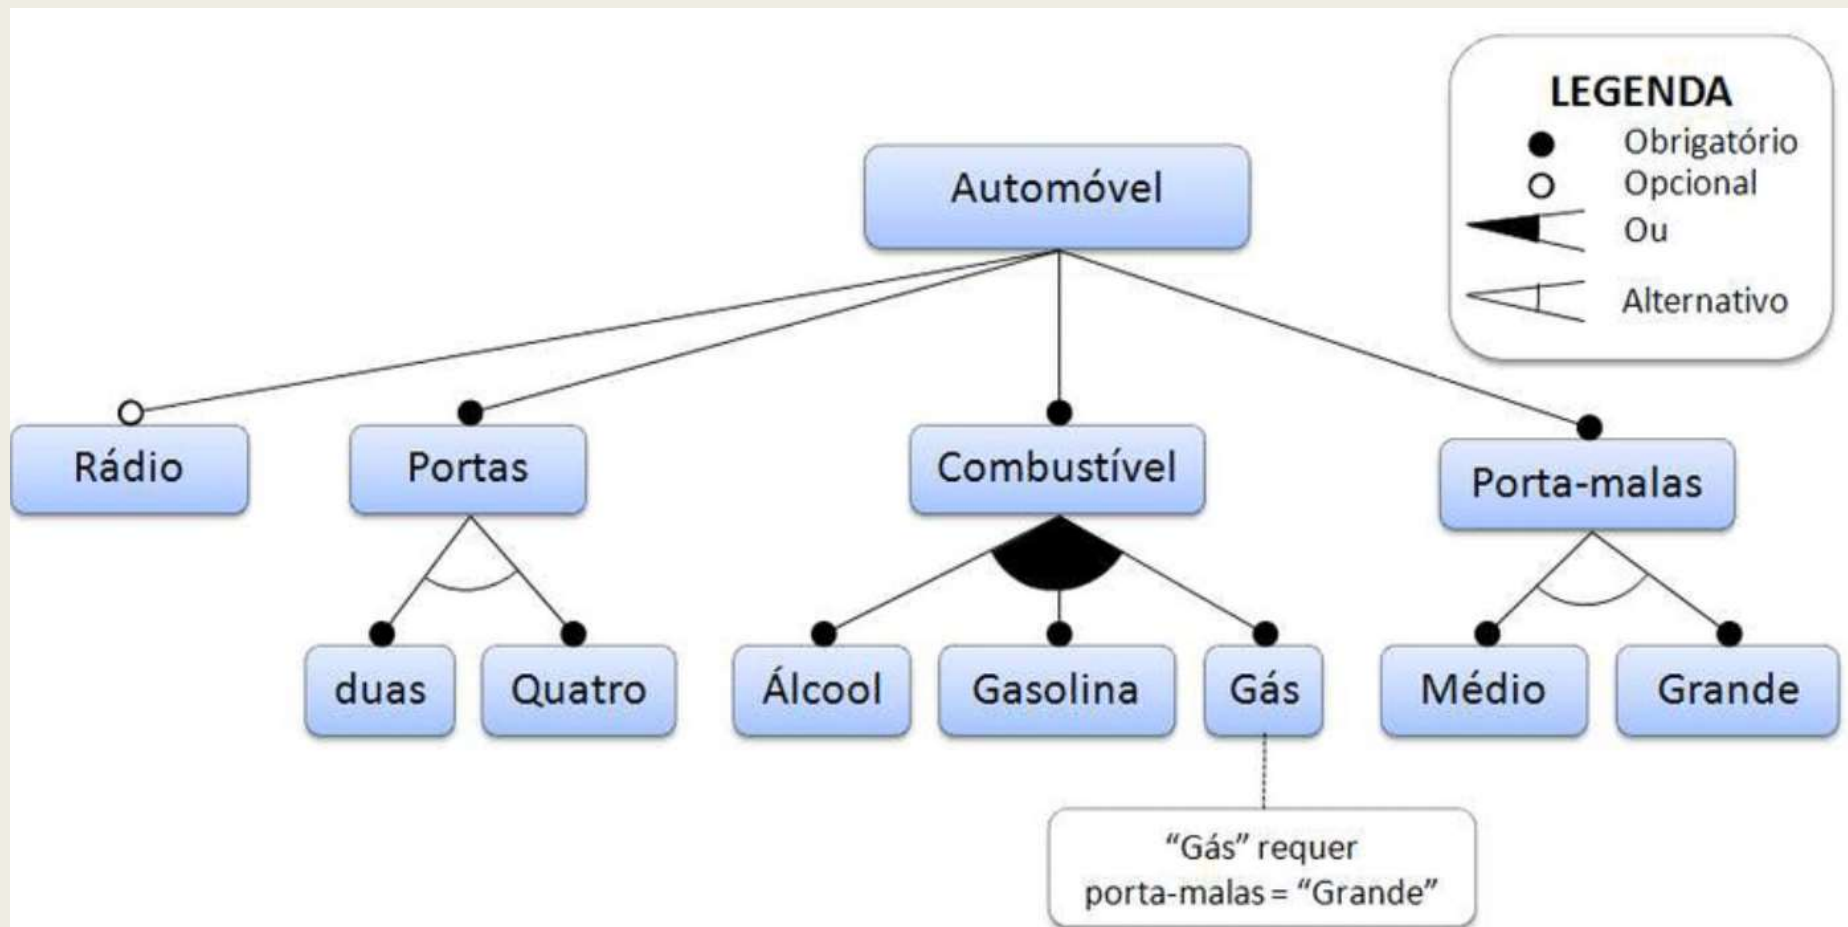 LEGENDA
Obrigatório
Opcional
Ou
Alternativo
Automóvel
Rádio
Portas
Combustível
Porta-malas
duas
Quatro
Álcool
Gasolina
Gás
Médio
Grande
“Gás” requer
porta-malas = “Grande”